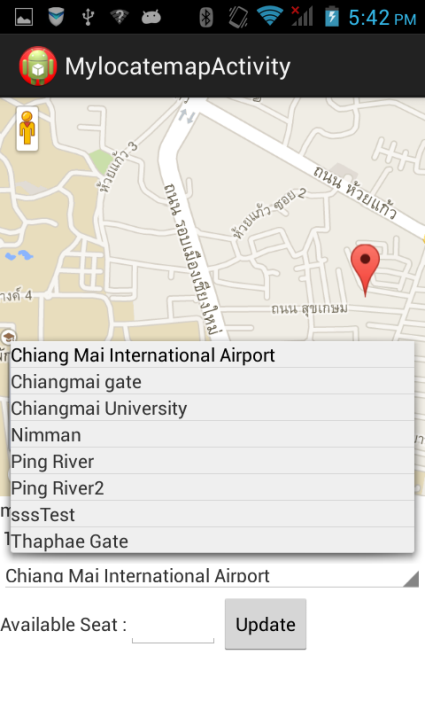 5:42 PM
MylocatemapActivity
ห้วยแก้ว 3
ถนน ห้วยแก้ว
ห้วยแก้ว ซอย 2
ถนน รอบเมืองเชียงใหม่
ถนน สุขเกษม
Chiang Mai International Airport
Chiangmai gate
Chiangmai University
Nimman
Ping River
Ping River2
sssTest
Thaphae Gate
Chiang Mai International Airport
Available Seat :
Update